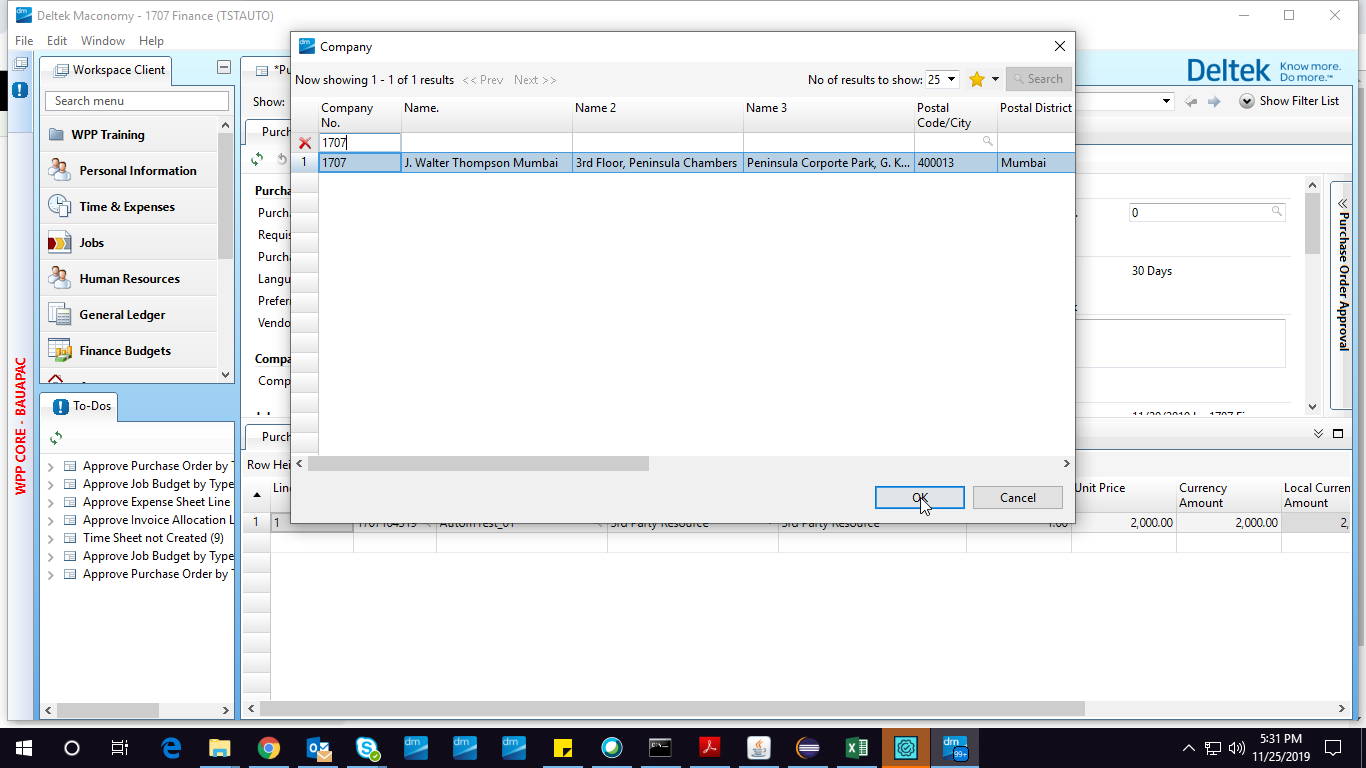 Deltek Maconomy - 1707 Finance (TSTAUTO)
File Edit Window Help
Workspace Client
Search menu
WPP Training
Personal Information
Time & Expenses
Jobs
Human Resources
General Ledger
Finance Budgets
WPP CORE - BAUAPAC
To-Dos
Approve Purchase Order by
Approve Job Budget by Type
Approve Expense Sheet Line
Approve Invoice Allocation L
Time Sheet not Created (9)
Approve Job Budget by Type
Approve Purchase Order by
*Pu
Show:
Purch
Purcha
Purch
Requis
Purcha
Langu
Prefer
Vendo
Compa
Comp
Company
Now showing 1 - 1 of 1 results << Prev Next >>
No of results to show: 25 Search
Company No. Name. Name 2 Name 3 Postal Code/City Postal District
1707
1 1707 J. Walter Thompson Mumbai 3rd Floor, Peninsula Chambers Peninsula Corporte Park, G. K... 400013 Mumbai
OK Cancel
Deltek Know more. Do more.™
Show Filter List
0
30 Days
Purchase Order Approval
Purch
Row Hei
Line Unit Price Currency Amount Local Curren Amount
1 1 3rd Party Resource 3rd Party Resource 1.00 2,000.00 2,000.00 2,
99+
5:31 PM
11/25/2019